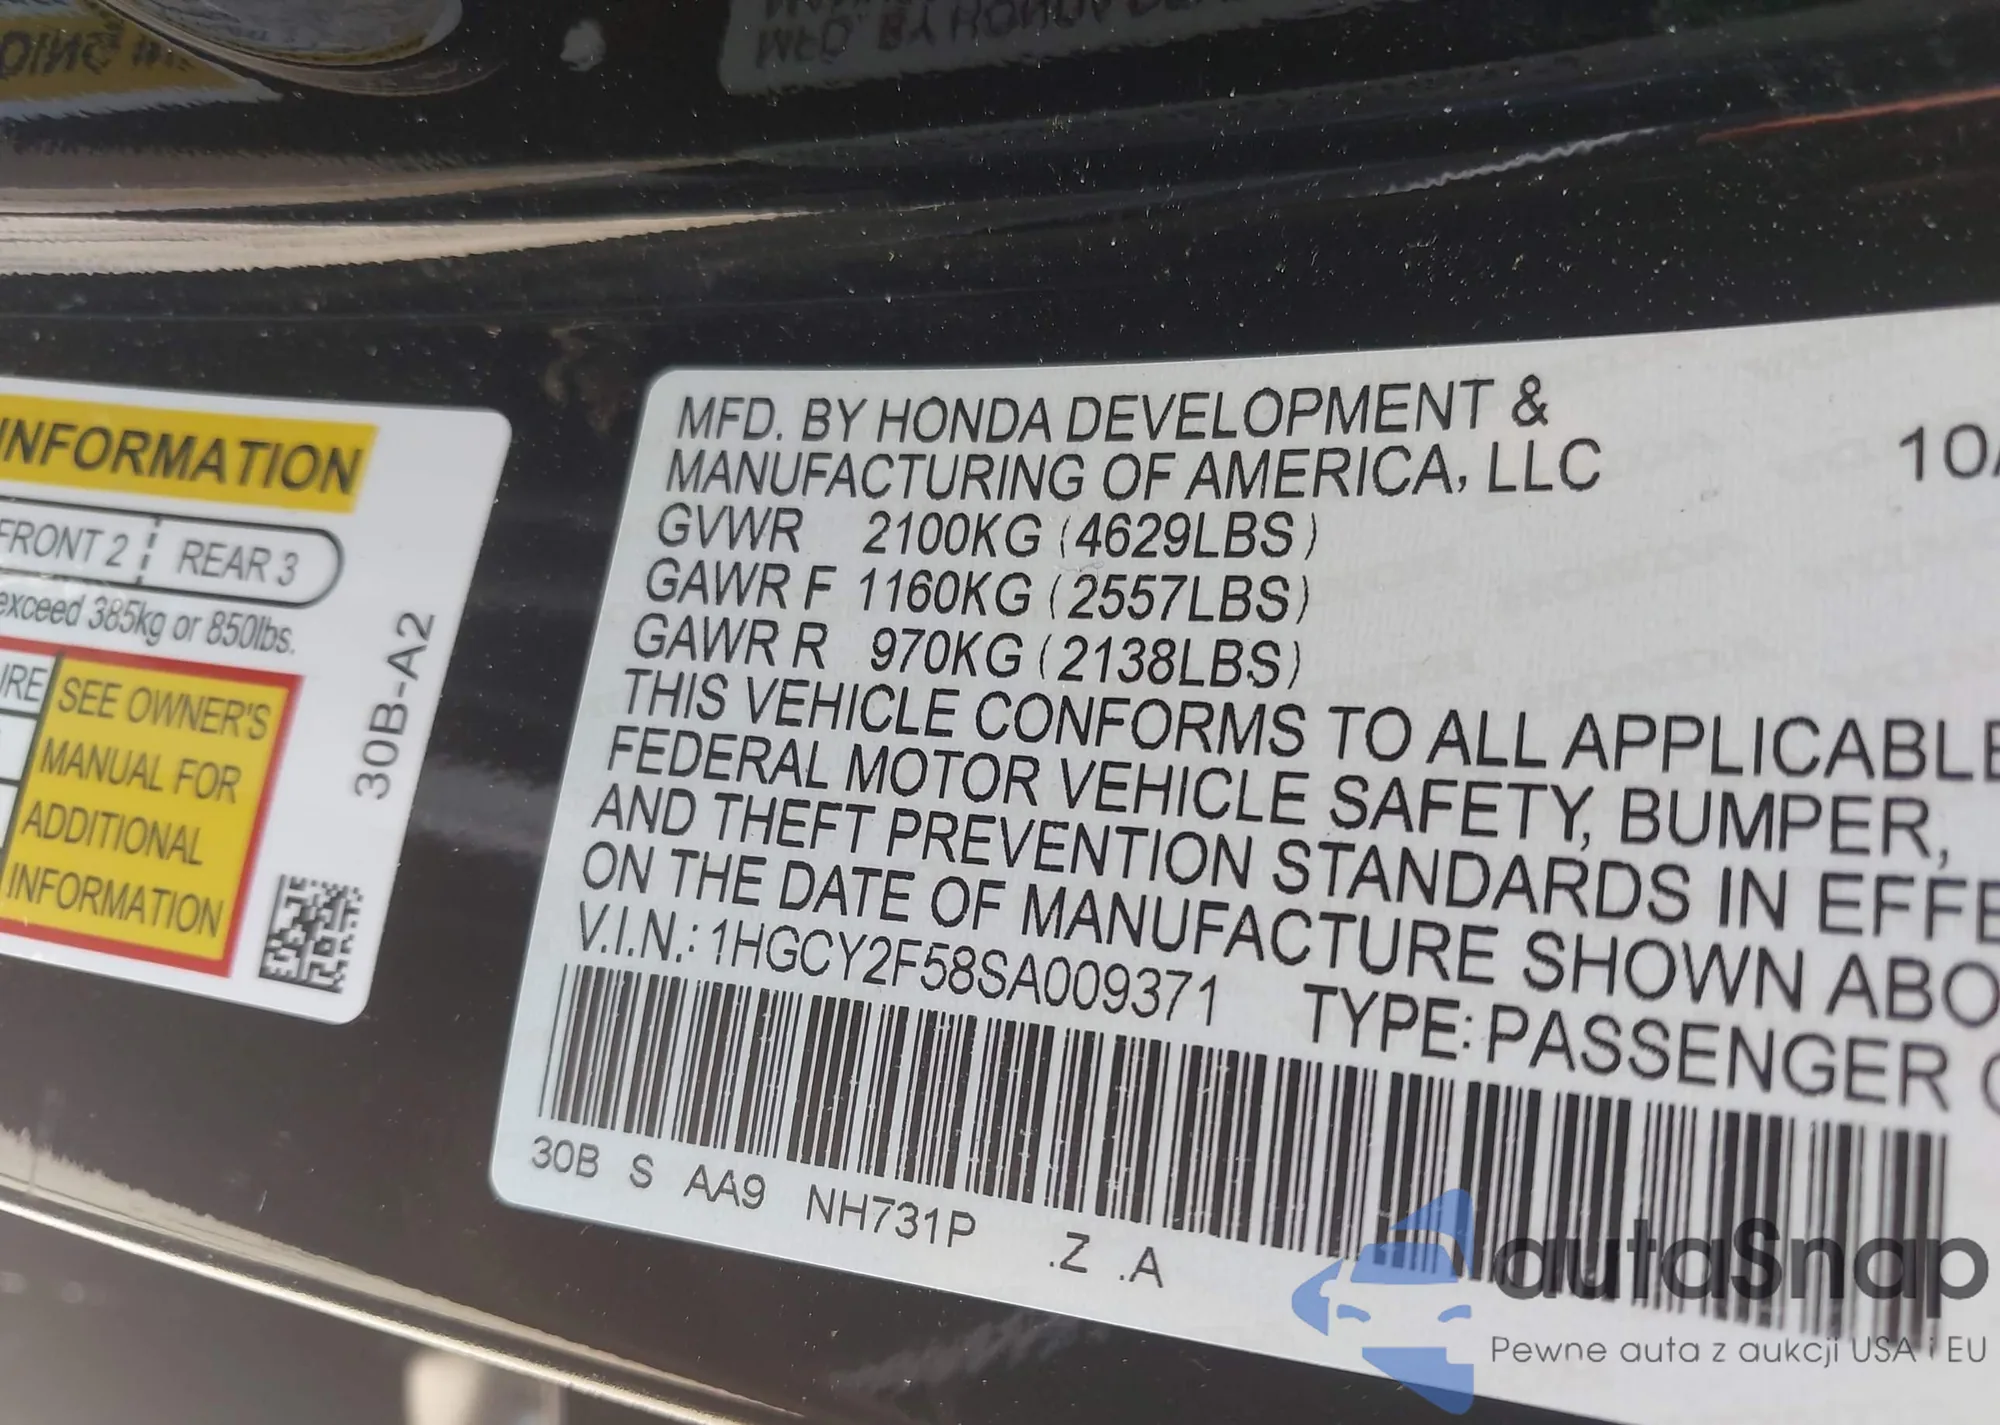 INFORMATION
FRONT 2 REAR 3
exceed 385kg or 850lbs.
SEE OWNER'S
MANUAL FOR
ADDITIONAL
INFORMATION
30B-A2
MFD. BY HONDA DEVELOPMENT &
MANUFACTURING OF AMERICA, LLC
10/
GVWR 2100KG (4629LBS)
GAWR F 1160KG (2557LBS)
GAWR R 970KG (2138LBS)
THIS VEHICLE CONFORMS TO ALL APPLICABLE
FEDERAL MOTOR VEHICLE SAFETY, BUMPER,
AND THEFT PREVENTION STANDARDS IN EFFE
ON THE DATE OF MANUFACTURE SHOWN ABO
V.I.N.: 1HGCY2F58SA009371 TYPE: PASSENGER
30B S AA9 NH731P .Z .A
autaSnap
Pewne auta z aukcji USA i EU